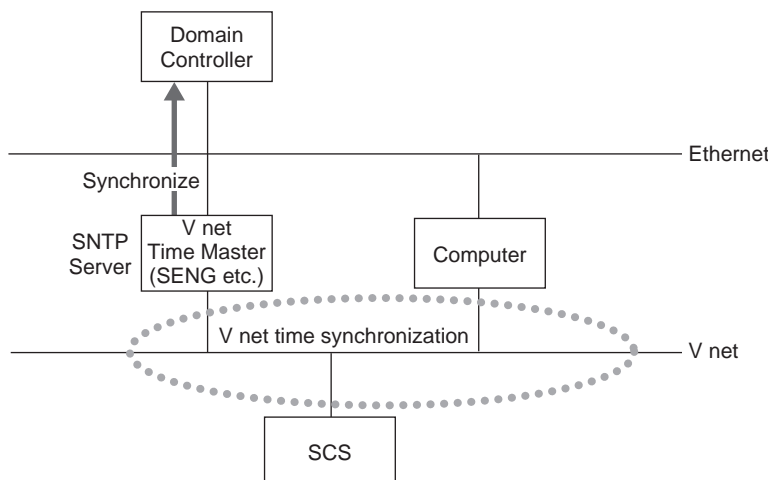 Domain
Controller
Ethernet
Synchronize
SNTP
Server
V net
Time Master
(SENG etc.)
Computer
V net time synchronization
V net
SCS